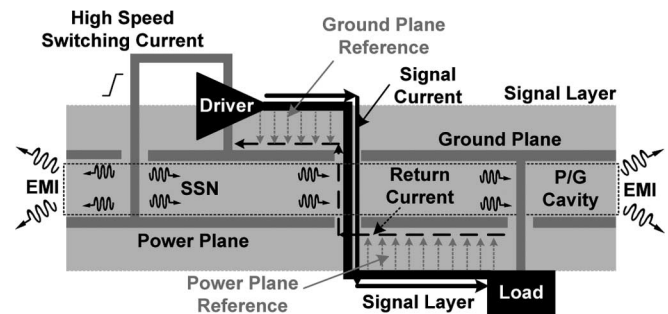 High Speed
Switching Current
Ground Plane
Reference
Driver
Signal
Current
Signal Layer
Ground Plane
EMI
SSN
Return
Current
P/G
Cavity
EMI
Power Plane
Power Plane
Reference
Signal Layer
Load